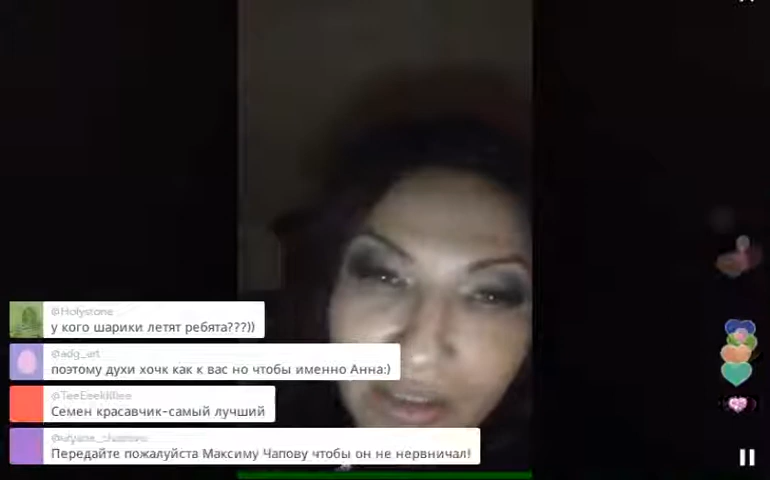 @Holystone
у кого шарики летят ребята???))
@adg_art
поэтому духи хочк как к вас но чтобы именно Анна:)
Семен красавчик-самый лучший
Передайте пожалуйста Максиму Чапову чтобы он не нервничал!